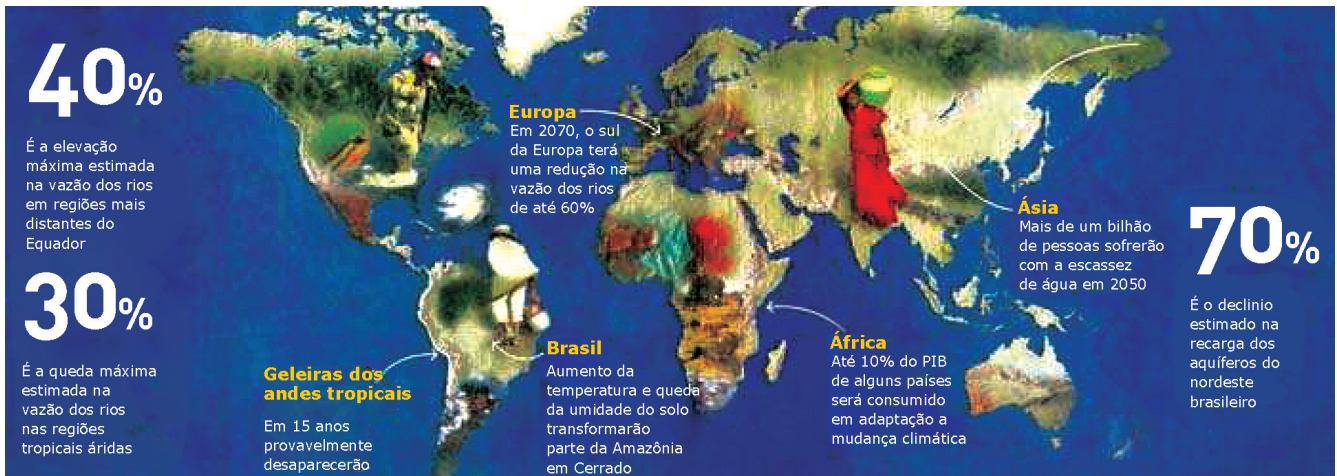 40%
É a elevação
máxima estimada
na vazão dos rios
em regiões mais
distantes do
Equador
30%
É a queda máxima
estimada na
vazão dos rios
nas regiões
tropicais áridas
Geleiras dos
andes tropicais
Em 15 anos
provavelmente
desaparecerão
Brasil
Aumento da
temperatura e queda
da umidade do solo
transformarão
parte da Amazônia
em Cerrado
Europa
Em 2070, o sul
da Europa terá
uma redução na
vazão dos rios
de até 60%
África
Até 10% do PIB
de alguns países
será consumido
em adaptação a
mudança climática
Ásia
Mais de um bilhão
de pessoas sofrerão
com a escassez
de água em 2050
70%
É o declinio
estimado na
recarga dos
aquíferos do
nordeste
brasileiro